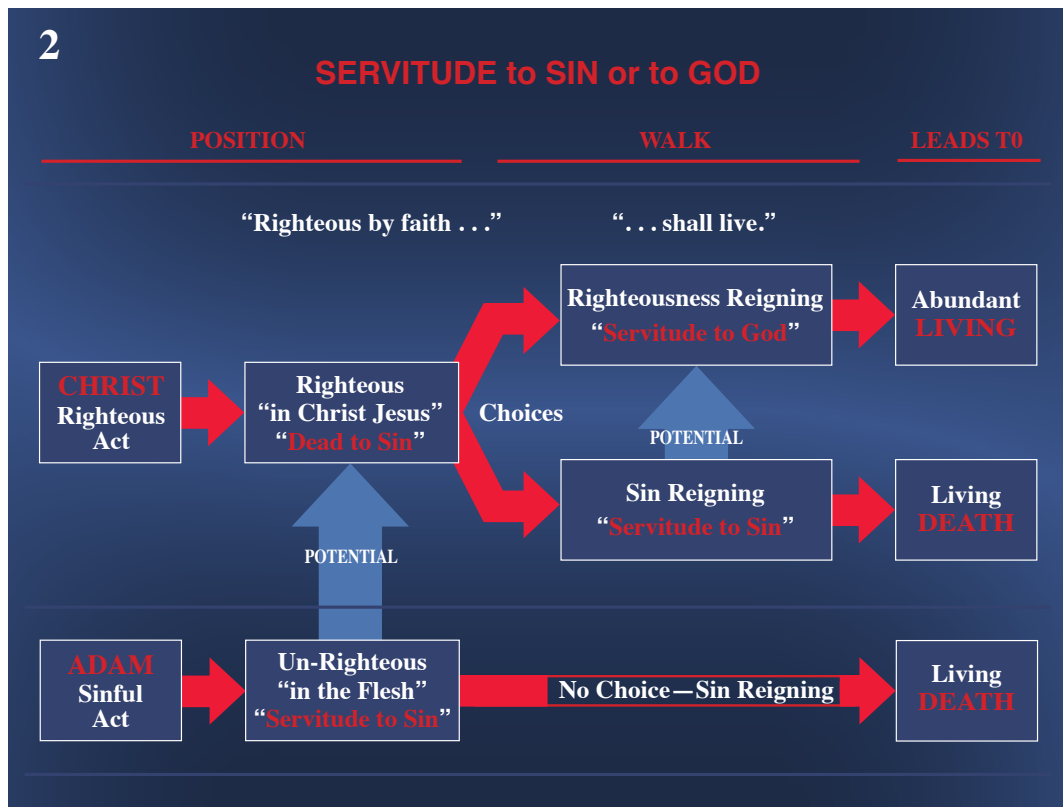 2
SERVITUDE to SIN or to GOD
POSITION
WALK
LEADS T0
“Righteous by faith . . .”
“. . . shall live.”
CHRIST
Righteous
Act
Righteous
“in Christ Jesus”
“Dead to Sin”
Choices
Righteousness Reigning
“Servitude to God”
Abundant
LIVING
POTENTIAL
Sin Reigning
“Servitude to Sin”
Living
DEATH
POTENTIAL
ADAM
Sinful
Act
Un-Righteous
“in the Flesh”
“Servitude to Sin”
No Choice—Sin Reigning
Living
DEATH